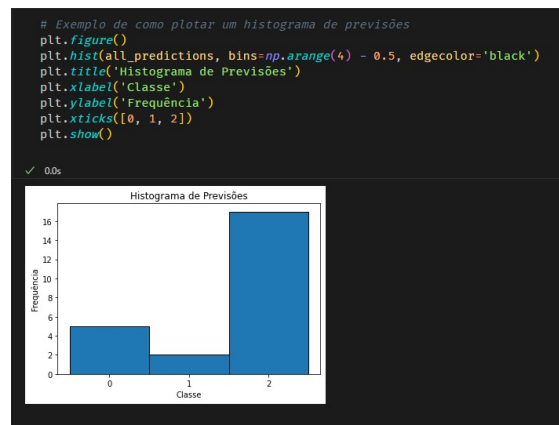 # Exemplo de como plotar um histograma de previsões
plt.figure()
plt.hist(all_predictions, bins=np.arange(4) - 0.5, edgecolor='black')
plt.title('Histograma de Previsões')
plt.xlabel('Classe')
plt.ylabel('Frequência')
plt.xticks([0, 1, 2])
plt.show()
✓ 0.0s
Histograma de Previsões
Frequência
16
14
12
10
8
6
4
2
0
0 1 2
Classe